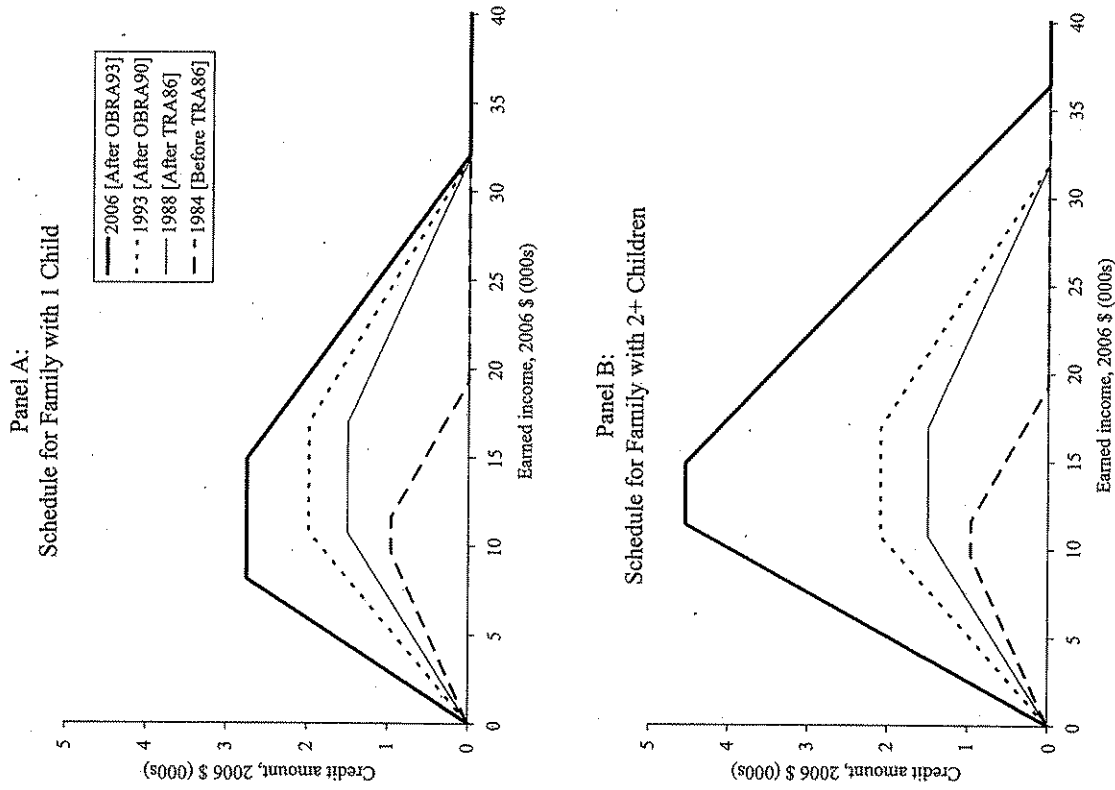 Panel A:
Schedule for Family with 1 Child
2006 [After OBRA93]
1993 [After OBRA90]
1988 [After TRA86]
1984 [Before TRA86]
Credit amount, 2006 $ (000s)
5
4
3
2
1
0
0 5 10 15 20 25 30 35 40
Earned income, 2006 $ (000s)
Panel B:
Schedule for Family with 2+ Children
Credit amount, 2006 $ (000s)
5
4
3
2
1
0
0 5 10 15 20 25 30 35 40
Earned income, 2006 $ (000s)